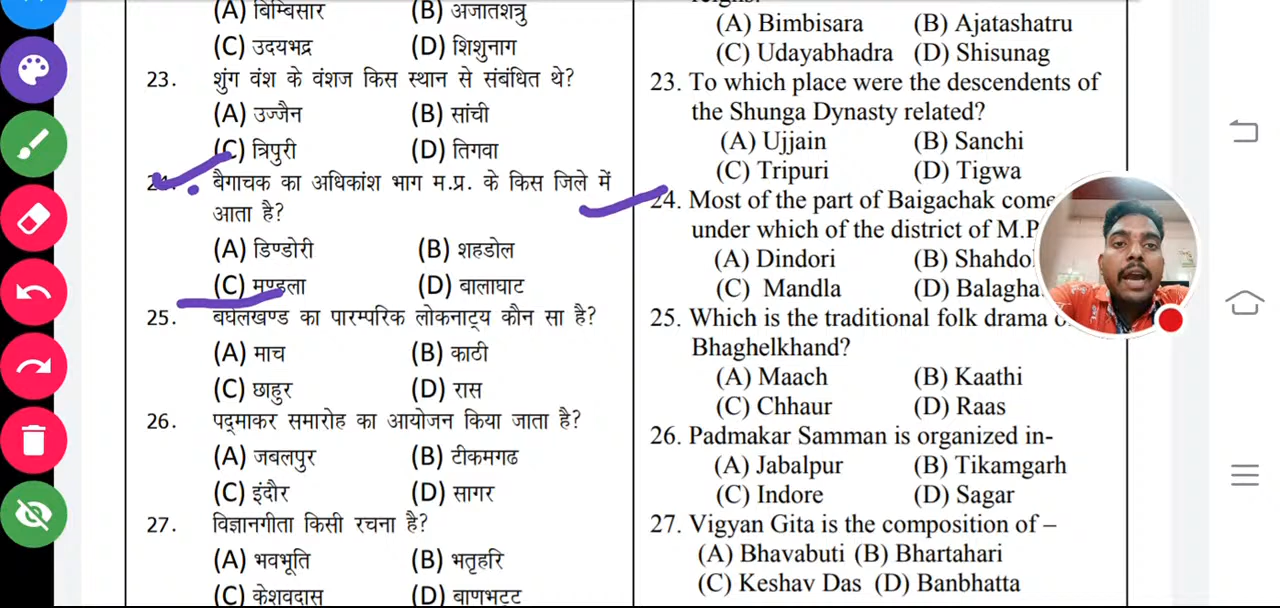 (A) बिम्बिसार (B) अजातशत्रु
(C) उदयभद्र (D) शिशुनाग
23. शुंग वंश के वंशज किस स्थान से संबंधित थे?
(A) उज्जैन (B) सांची
(C) त्रिपुरी (D) तिगवा
24. बैगाचक का अधिकांश भाग म.प्र. के किस जिले में
आता है?
(A) डिण्डोरी (B) शहडोल
(C) मण्डला (D) बालाघाट
25. बघेलखण्ड का पारम्परिक लोकनाट्य कौन सा है?
(A) माच (B) काठी
(C) छाहुर (D) रास
26. पद्माकर समारोह का आयोजन किया जाता है?
(A) जबलपुर (B) टीकमगढ
(C) इंदौर (D) सागर
27. विज्ञानगीता किसी रचना है?
(A) भवभूति (B) भतृहरि
(C) केशवदास (D) बाणभट्ट
(A) Bimbisara (B) Ajatashatru
(C) Udayabhadra (D) Shisunag
23. To which place were the descendents of
the Shunga Dynasty related?
(A) Ujjain (B) Sanchi
(C) Tripuri (D) Tigwa
24. Most of the part of Baigachak
under which of the district of
(A) Dindori (B)
(C) Mandla (D)
25. Which is the traditional folk drama
Bhaghelkhand?
(A) Maach (B) Kaathi
(C) Chhaur (D) Raas
26. Padmakar Samman is organized in-
(A) Jabalpur (B) Tikamgarh
(C) Indore (D) Sagar
27. Vigyan Gita is the composition of –
(A) Bhavabuti (B) Bhartahari
(C) Keshav Das (D) Banbhatta